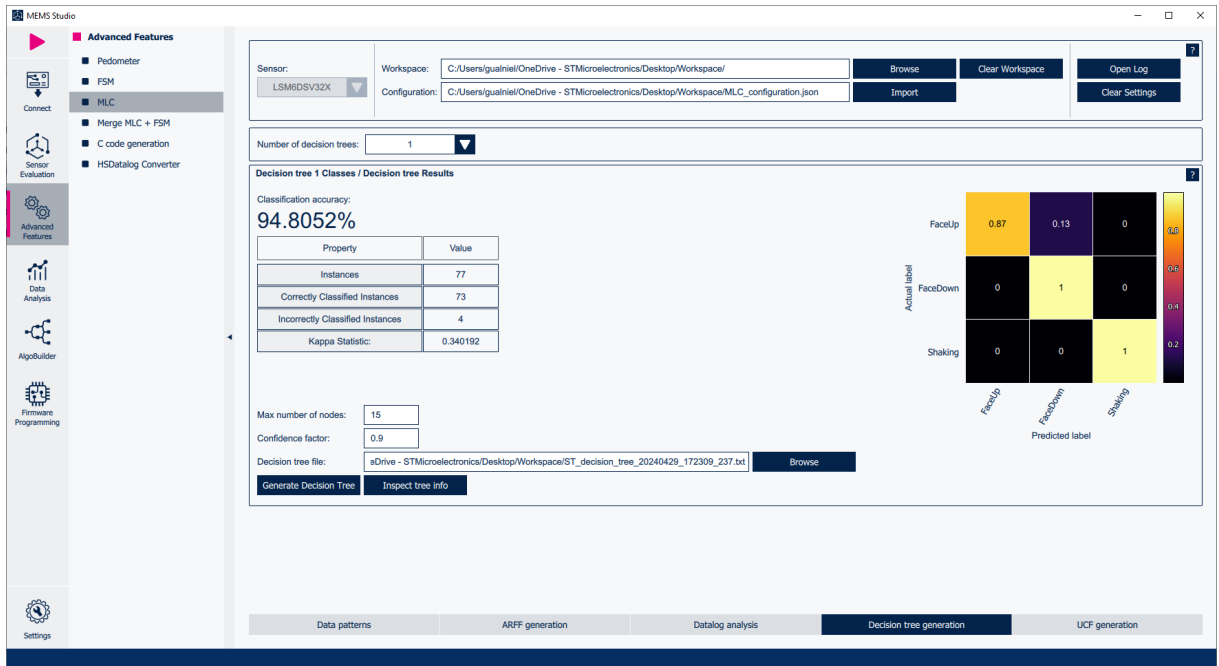 MEMS Studio
Connect
Sensor
Evaluation
Advanced
Features
Data
Analysis
AlgoBuilder
Firmware
Programming
Settings
Advanced Features
Pedometer
FSM
MLC
Merge MLC + FSM
C code generation
HSDatalog Converter
?
Sensor:
LSM6DSV32X
Workspace: C:/Users/gualniel/OneDrive - STMicroelectronics/Desktop/Workspace/ Browse Clear Workspace Open Log
Configuration: C:/Users/gualniel/OneDrive - STMicroelectronics/Desktop/Workspace/MLC_configuration.json Import Clear Settings
Number of decision trees: 1
Decision tree 1 Classes / Decision tree Results ?
Classification accuracy:
94.8052%
Property Value
Instances 77
Correctly Classified Instances 73
Incorrectly Classified Instances 4
Kappa Statistic: 0.340192
Max number of nodes: 15
Confidence factor: 0.9
Decision tree file: eDrive - STMicroelectronics/Desktop/Workspace/ST_decision_tree_20240429_172309_237.txt Browse
Generate Decision Tree Inspect tree info
Actual label
FaceUp 0.87 0.13 0
FaceDown 0 1 0
Shaking 0 0 1
FaceUp FaceDown Shaking
Predicted label
0.8
0.6
0.4
0.2
Data patterns ARFF generation Datalog analysis Decision tree generation UCF generation